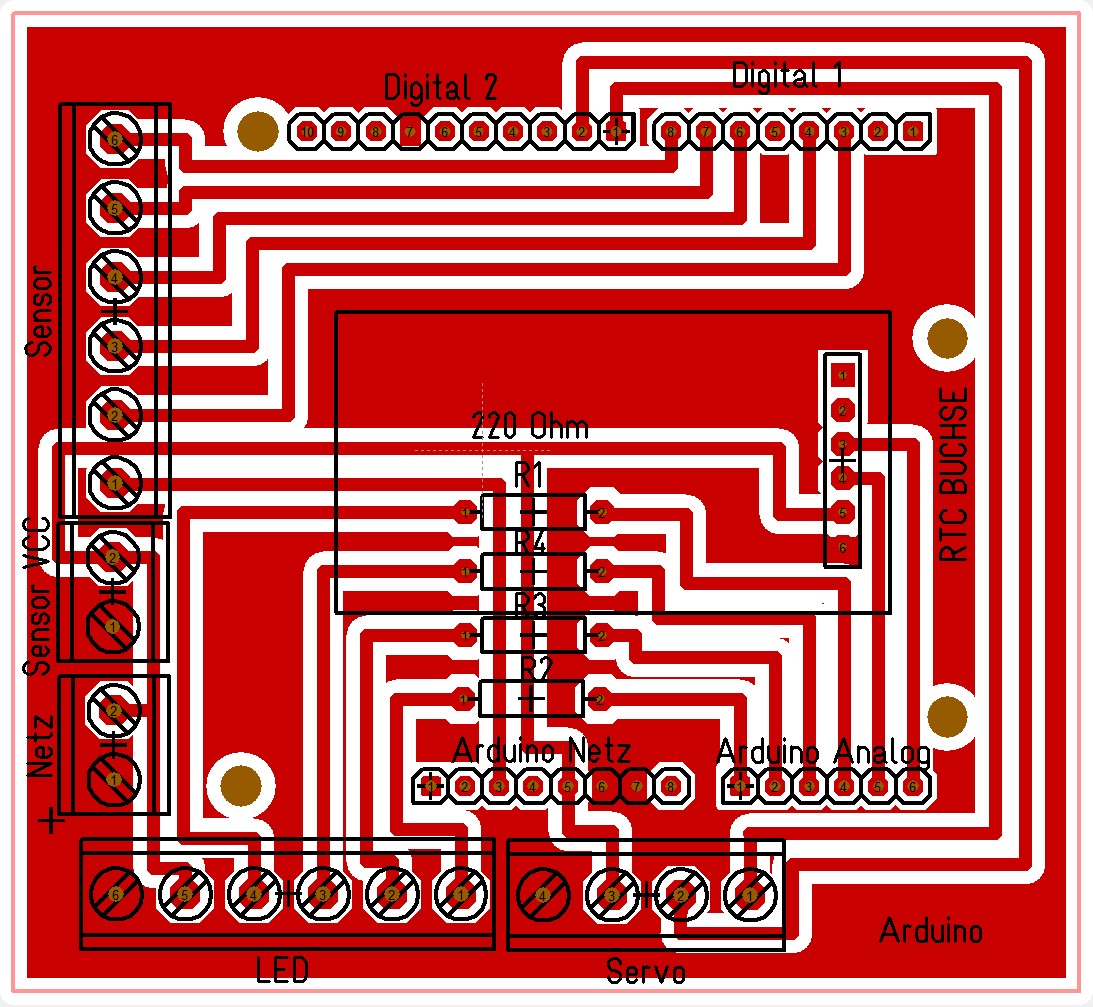 Digital 2
Digital 1
10 9 8 7 6 5 4 3 2 1
8 7 6 5 4 3 2 1
Sensor
6
5
4
3
2
1
220 Ohm
RTC BUCHSE
1
2
3
4
5
6
R1
1 2
R4
1 2
R3
1 2
R2
1 2
Sensor VCC
2
1
Netz
2
1
+
Arduino Netz
Arduino Analog
1 2 3 4 5 6 7 8
1 2 3 4 5 6
6 5 4 3 2 1
4 3 2 1
LED
Servo
Arduino